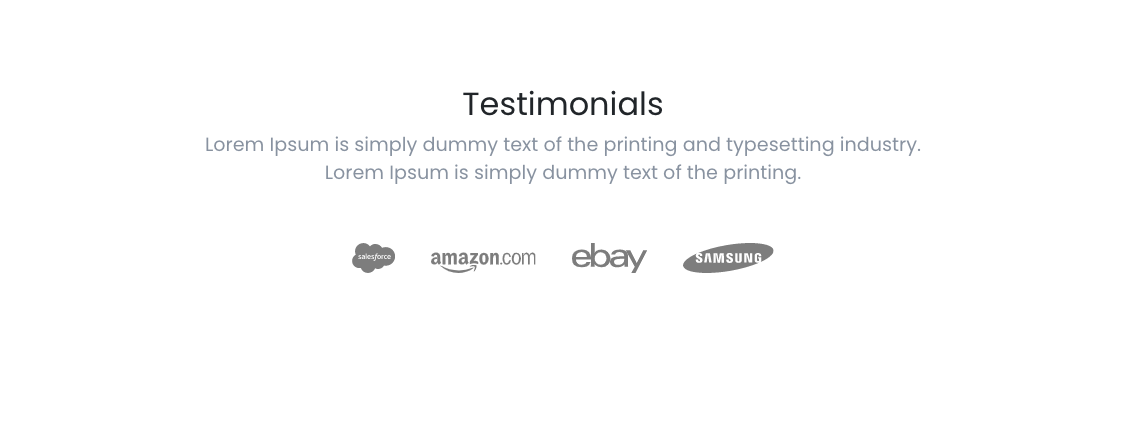 Testimonials
Lorem Ipsum is simply dummy text of the printing and typesetting industry.
Lorem Ipsum is simply dummy text of the printing.
salesforce amazon.com ebay SAMSUNG